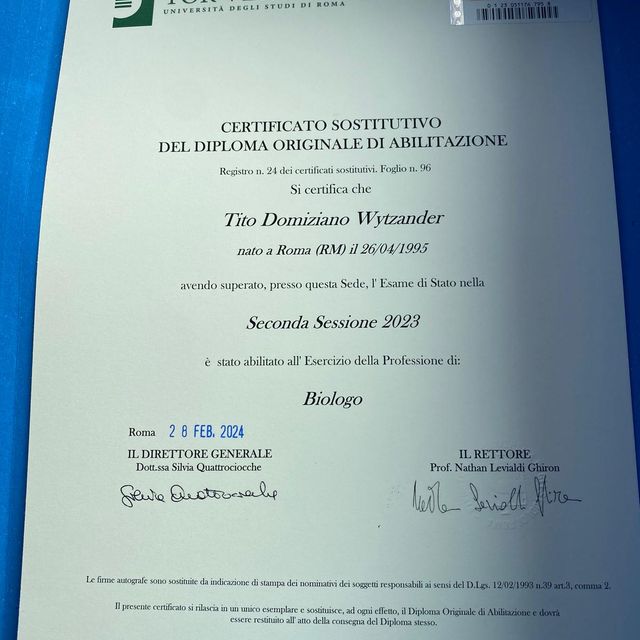 UNIVERSITÀ DEGLI STUDI DI ROMA
CERTIFICATO SOSTITUTIVO
DEL DIPLOMA ORIGINALE DI ABILITAZIONE
Registro n. 24 dei certificati sostitutivi. Foglio n. 96
Si certifica che
Tito Domiziano Wytzander
nato a Roma (RM) il 26/04/1995
avendo superato, presso questa Sede, l' Esame di Stato nella
Seconda Sessione 2023
è stato abilitato all' Esercizio della Professione di:
Biologo
Roma 28 FEB. 2024
IL DIRETTORE GENERALE
Dott.ssa Silvia Quattrociocche
IL RETTORE
Prof. Nathan Levialdi Ghiron
Le firme autografe sono sostituite da indicazione di stampa dei nominativi dei soggetti responsabili ai sensi del D.Lgs. 12/02/1993 n.39 art.3, comma 2.
Il presente certificato si rilascia in un unico esemplare e sostituisce, ad ogni effetto, il Diploma Originale di Abilitazione e dovrà
essere restituito all' atto della consegna del Diploma stesso.